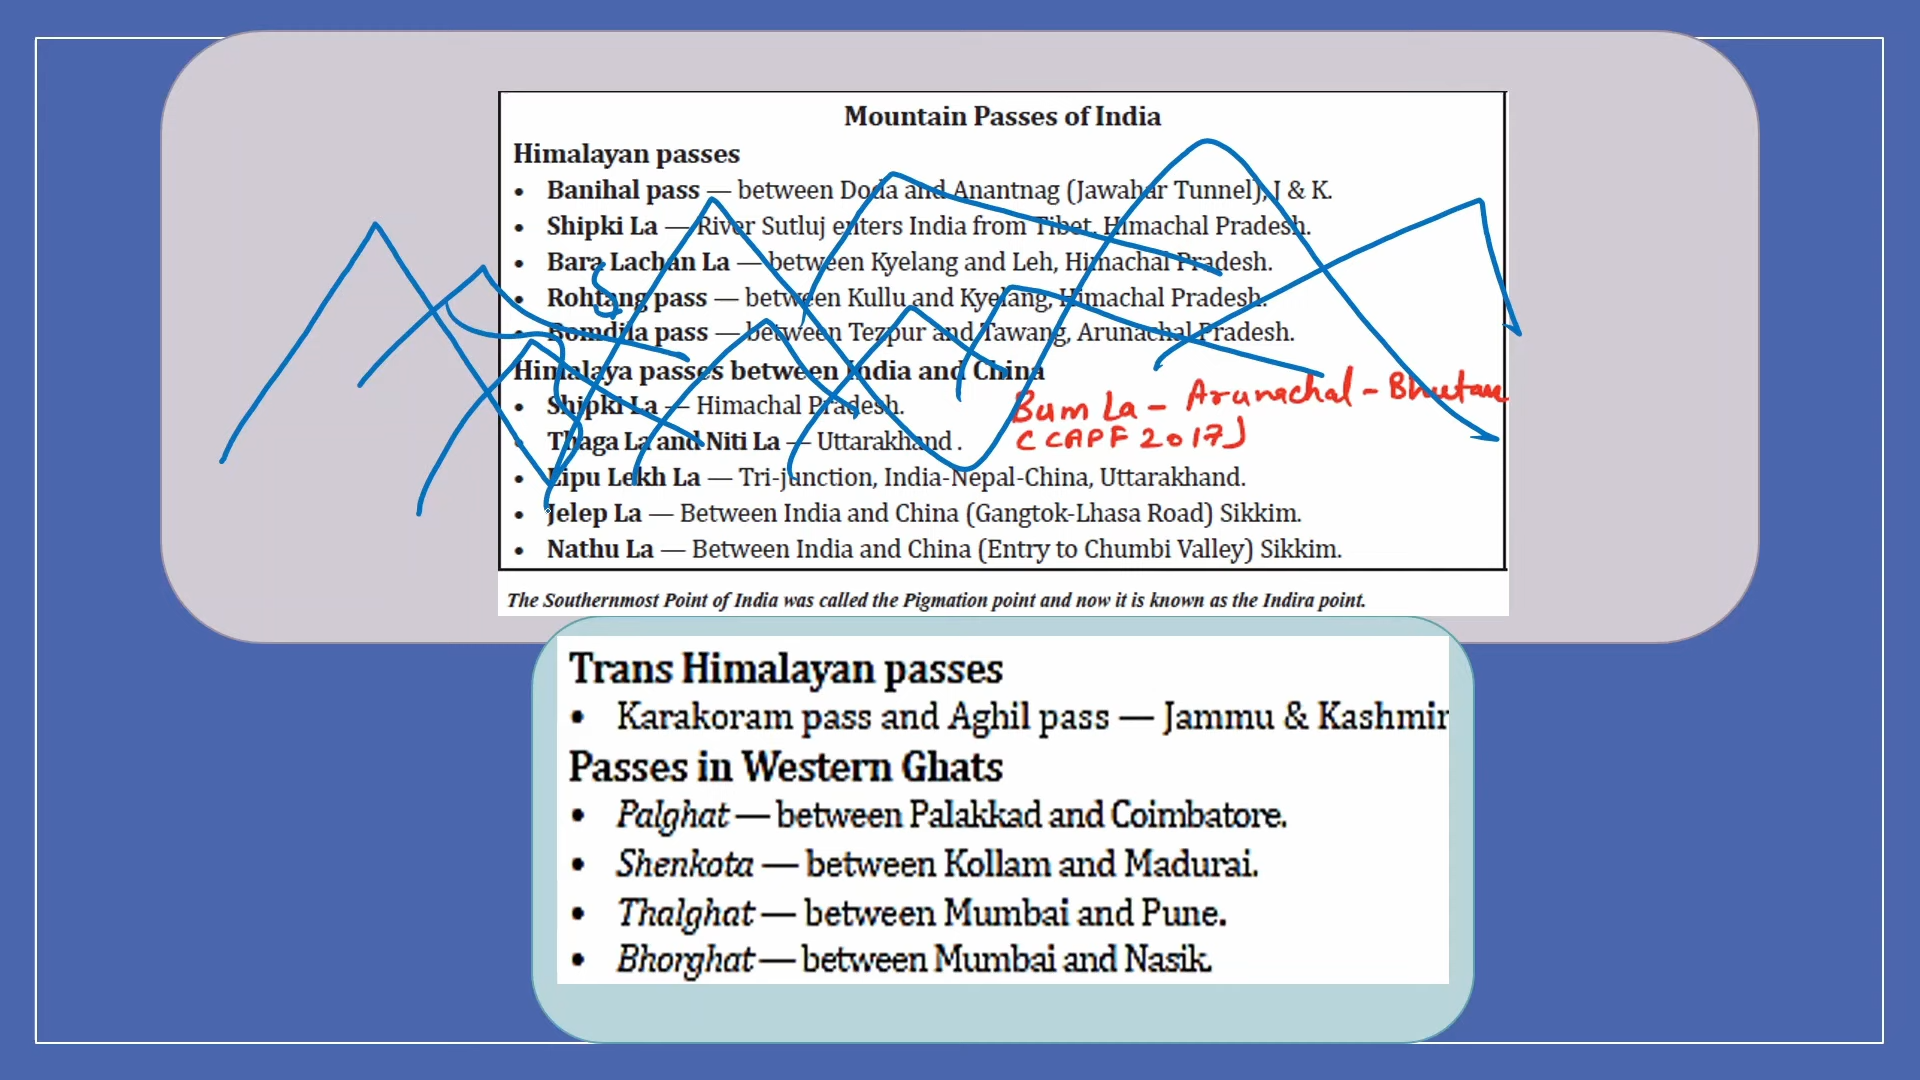 Mountain Passes of India
Himalayan passes
• Banihal pass — between Doda and Anantnag (Jawahar Tunnel), J & K.
• Shipki La — River Sutluj enters India from Tibet, Himachal Pradesh.
• Bara Lachan La — between Kyelang and Leh, Himachal Pradesh.
• Rohtang pass — between Kullu and Kyelang, Himachal Pradesh.
• Bomdila pass — between Tezpur and Tawang, Arunachal Pradesh.
Himalaya passes between India and China
• Shipki La — Himachal Pradesh.
Bum La - Arunachal - Bhutan
• Thaga La and Niti La — Uttarakhand .
(CAPF 2017)
• Lipu Lekh La — Tri-junction, India-Nepal-China, Uttarakhand.
• Jelep La — Between India and China (Gangtok-Lhasa Road) Sikkim.
• Nathu La — Between India and China (Entry to Chumbi Valley) Sikkim.
The Southernmost Point of India was called the Pigmation point and now it is known as the Indira point.
Trans Himalayan passes
• Karakoram pass and Aghil pass — Jammu & Kashmir
Passes in Western Ghats
• Palghat — between Palakkad and Coimbatore.
• Shenkota — between Kollam and Madurai.
• Thalghat — between Mumbai and Pune.
• Bhorghat — between Mumbai and Nasik.